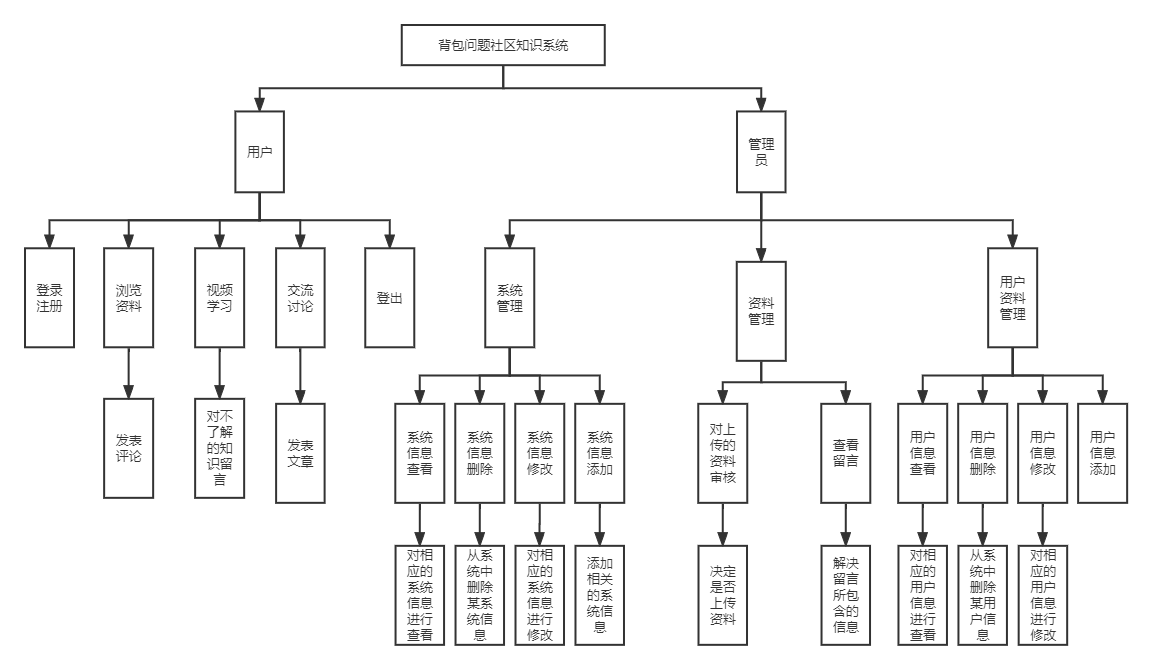 背包问题社区知识系统
用户
管理
员
登录
注册
浏览
资料
视频
学习
交流
讨论
登出
系统
管理
资料
管理
用户
资料
管理
发表
评论
对不
了解
的知
识留
言
发表
文章
系统
信息
查看
系统
信息
删除
系统
信息
修改
系统
信息
添加
对上
传的
资料
审核
查看
留言
用户
信息
查看
用户
信息
删除
用户
信息
修改
用户
信息
添加
对相
应的
系统
信息
进行
查看
从系
统中
删除
某系
统信
息
对相
应的
系统
信息
进行
修改
添加
相关
的系
统信
息
决定
是否
上传
资料
解决
留言
所包
含的
信息
对相
应的
用户
信息
进行
查看
从系
统中
删除
某用
户信
息
对相
应的
用户
信息
进行
修改